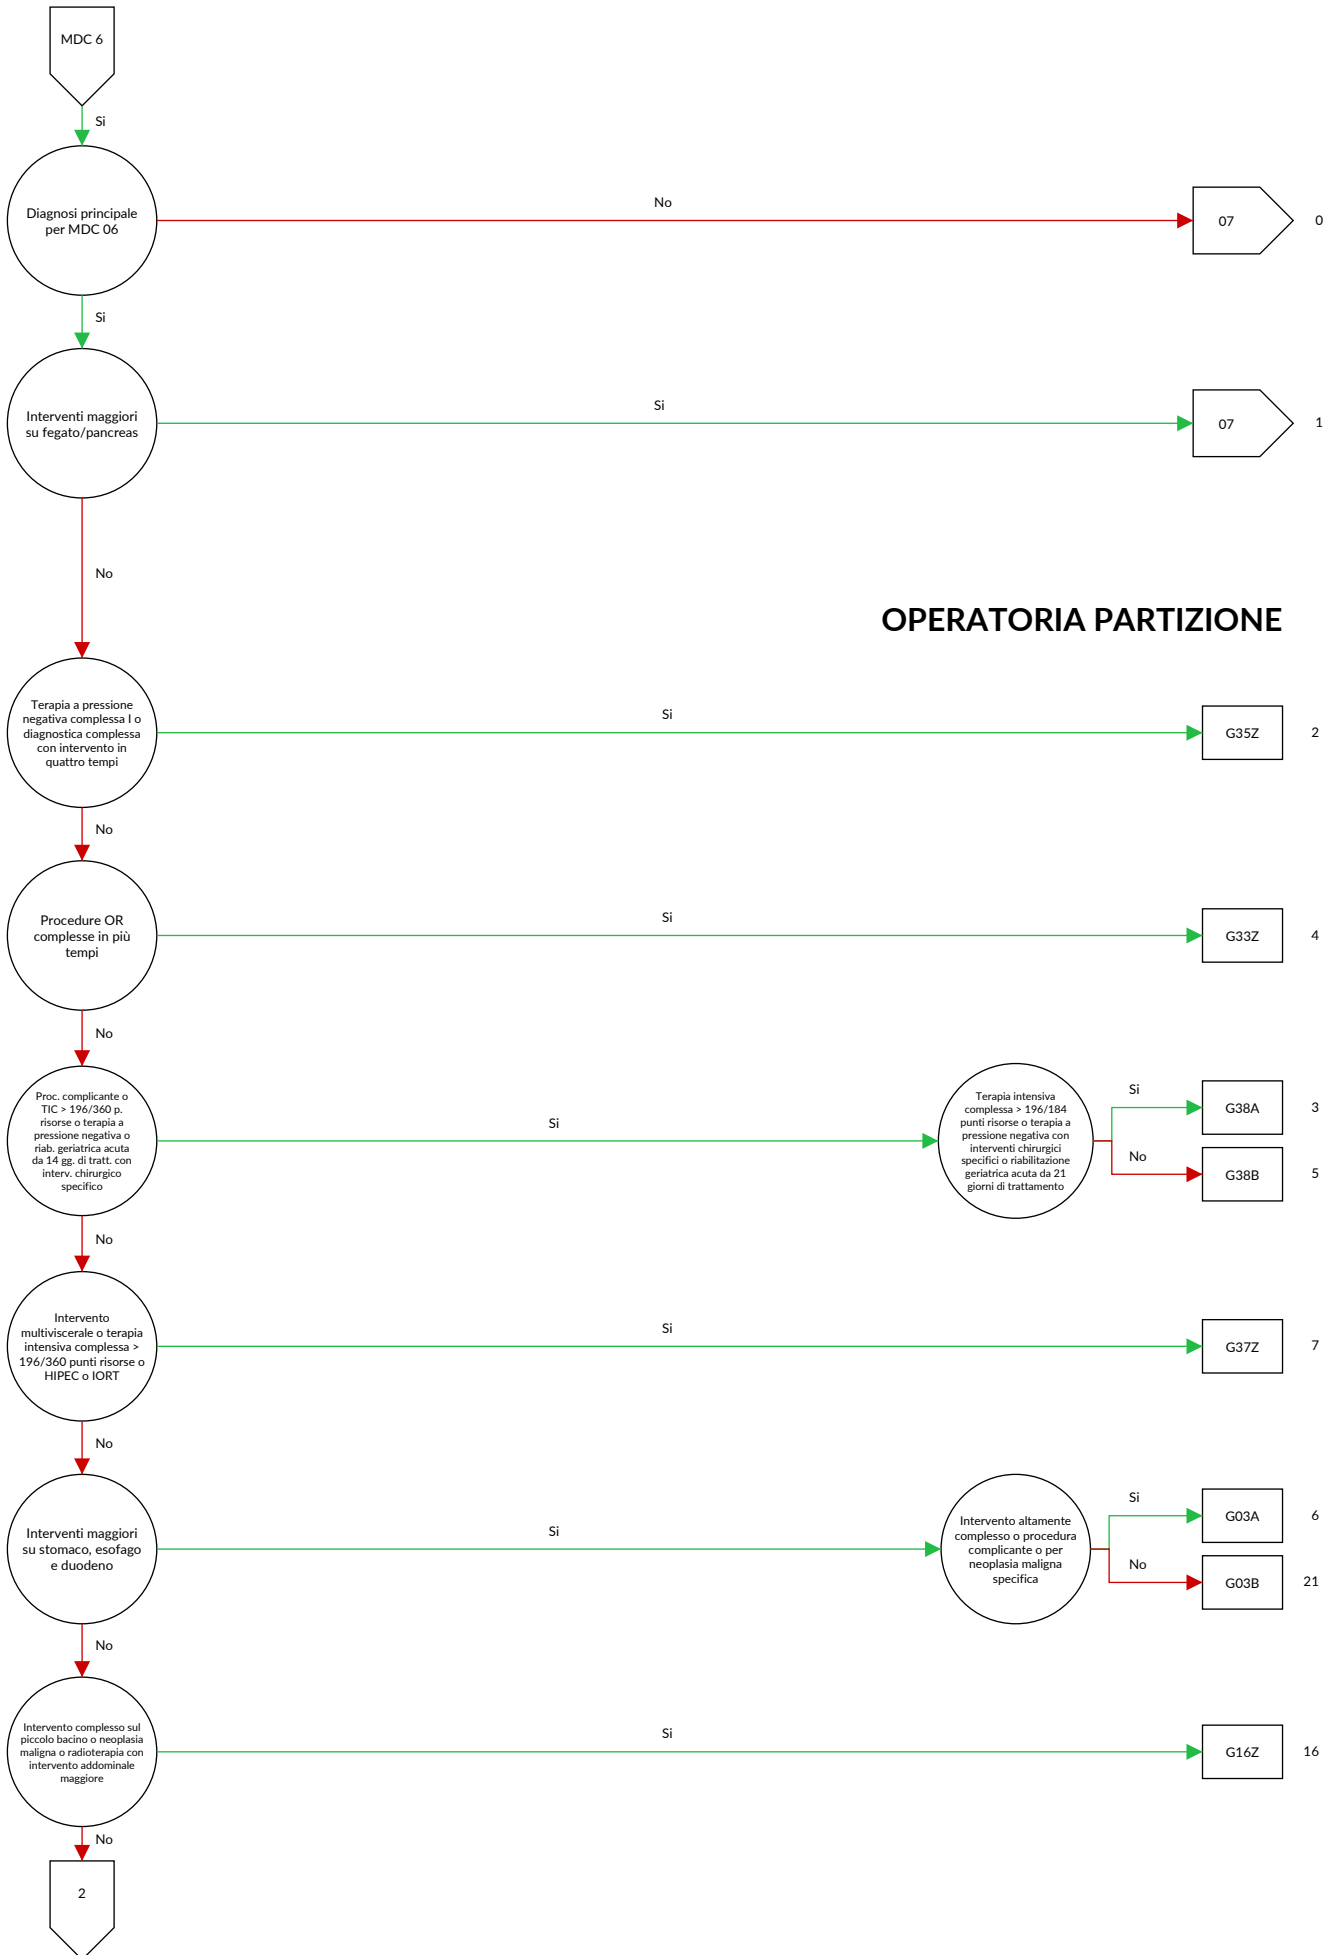 MDC 6
Si
Diagnosi principale
per MDC 06
No
07
0
Si
Interventi maggiori
su fegato/pancreas
Si
07
1
No
OPERATORIA PARTIZIONE
Terapia a pressione
negativa complessa I o
diagnostica complessa
con intervento in
quattro tempi
Si
G35Z
2
No
Procedure OR
complesse in più
tempi
Si
G33Z
4
No
Proc. complicante o
TIC > 196/360 p.
risorse o terapia a
pressione negativa o
riab. geriatrica acuta
da 14 gg. di tratt. con
interv. chirurgico
specifico
Si
Terapia intensiva
complessa > 196/184
punti risorse o terapia a
pressione negativa con
interventi chirurgici
specifici o riabilitazione
geriatrica acuta da 21
giorni di trattamento
Si
G38A
3
No
G38B
5
No
Intervento
multiviscerale o terapia
intensiva complessa >
196/360 punti risorse o
HIPEC o IORT
Si
G37Z
7
No
Interventi maggiori
su stomaco, esofago
e duodeno
Si
Intervento altamente
complesso o procedura
complicante o per
neoplasia maligna
specifica
Si
G03A
6
No
G03B
21
No
Intervento complesso sul
piccolo bacino o neoplasia
maligna o radioterapia con
intervento addominale
maggiore
Si
G16Z
16
No
2